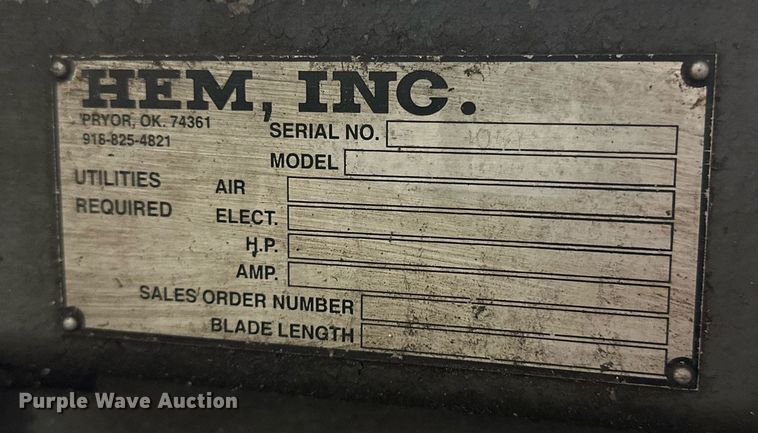 HEM, INC.
PRYOR, OK. 74361
918-825-4821
SERIAL NO.
MODEL
UTILITIES REQUIRED
AIR
ELECT.
H.P.
AMP.
SALES ORDER NUMBER
BLADE LENGTH
Purple Wave Auction